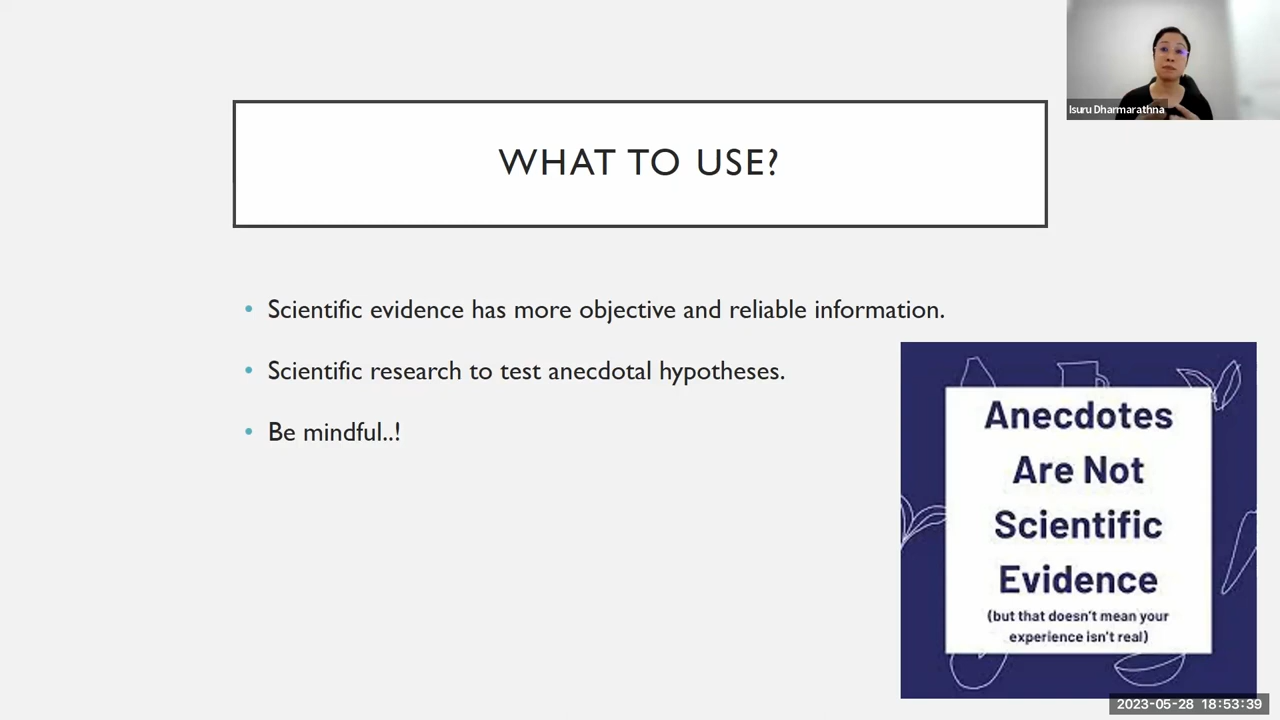 Isuru Dharmarathna
WHAT TO USE?
• Scientific evidence has more objective and reliable information.
• Scientific research to test anecdotal hypotheses.
• Be mindful..!
Anecdotes
Are Not
Scientific
Evidence
(but that doesn't mean your
experience isn't real)
2023-05-28 18:53:39